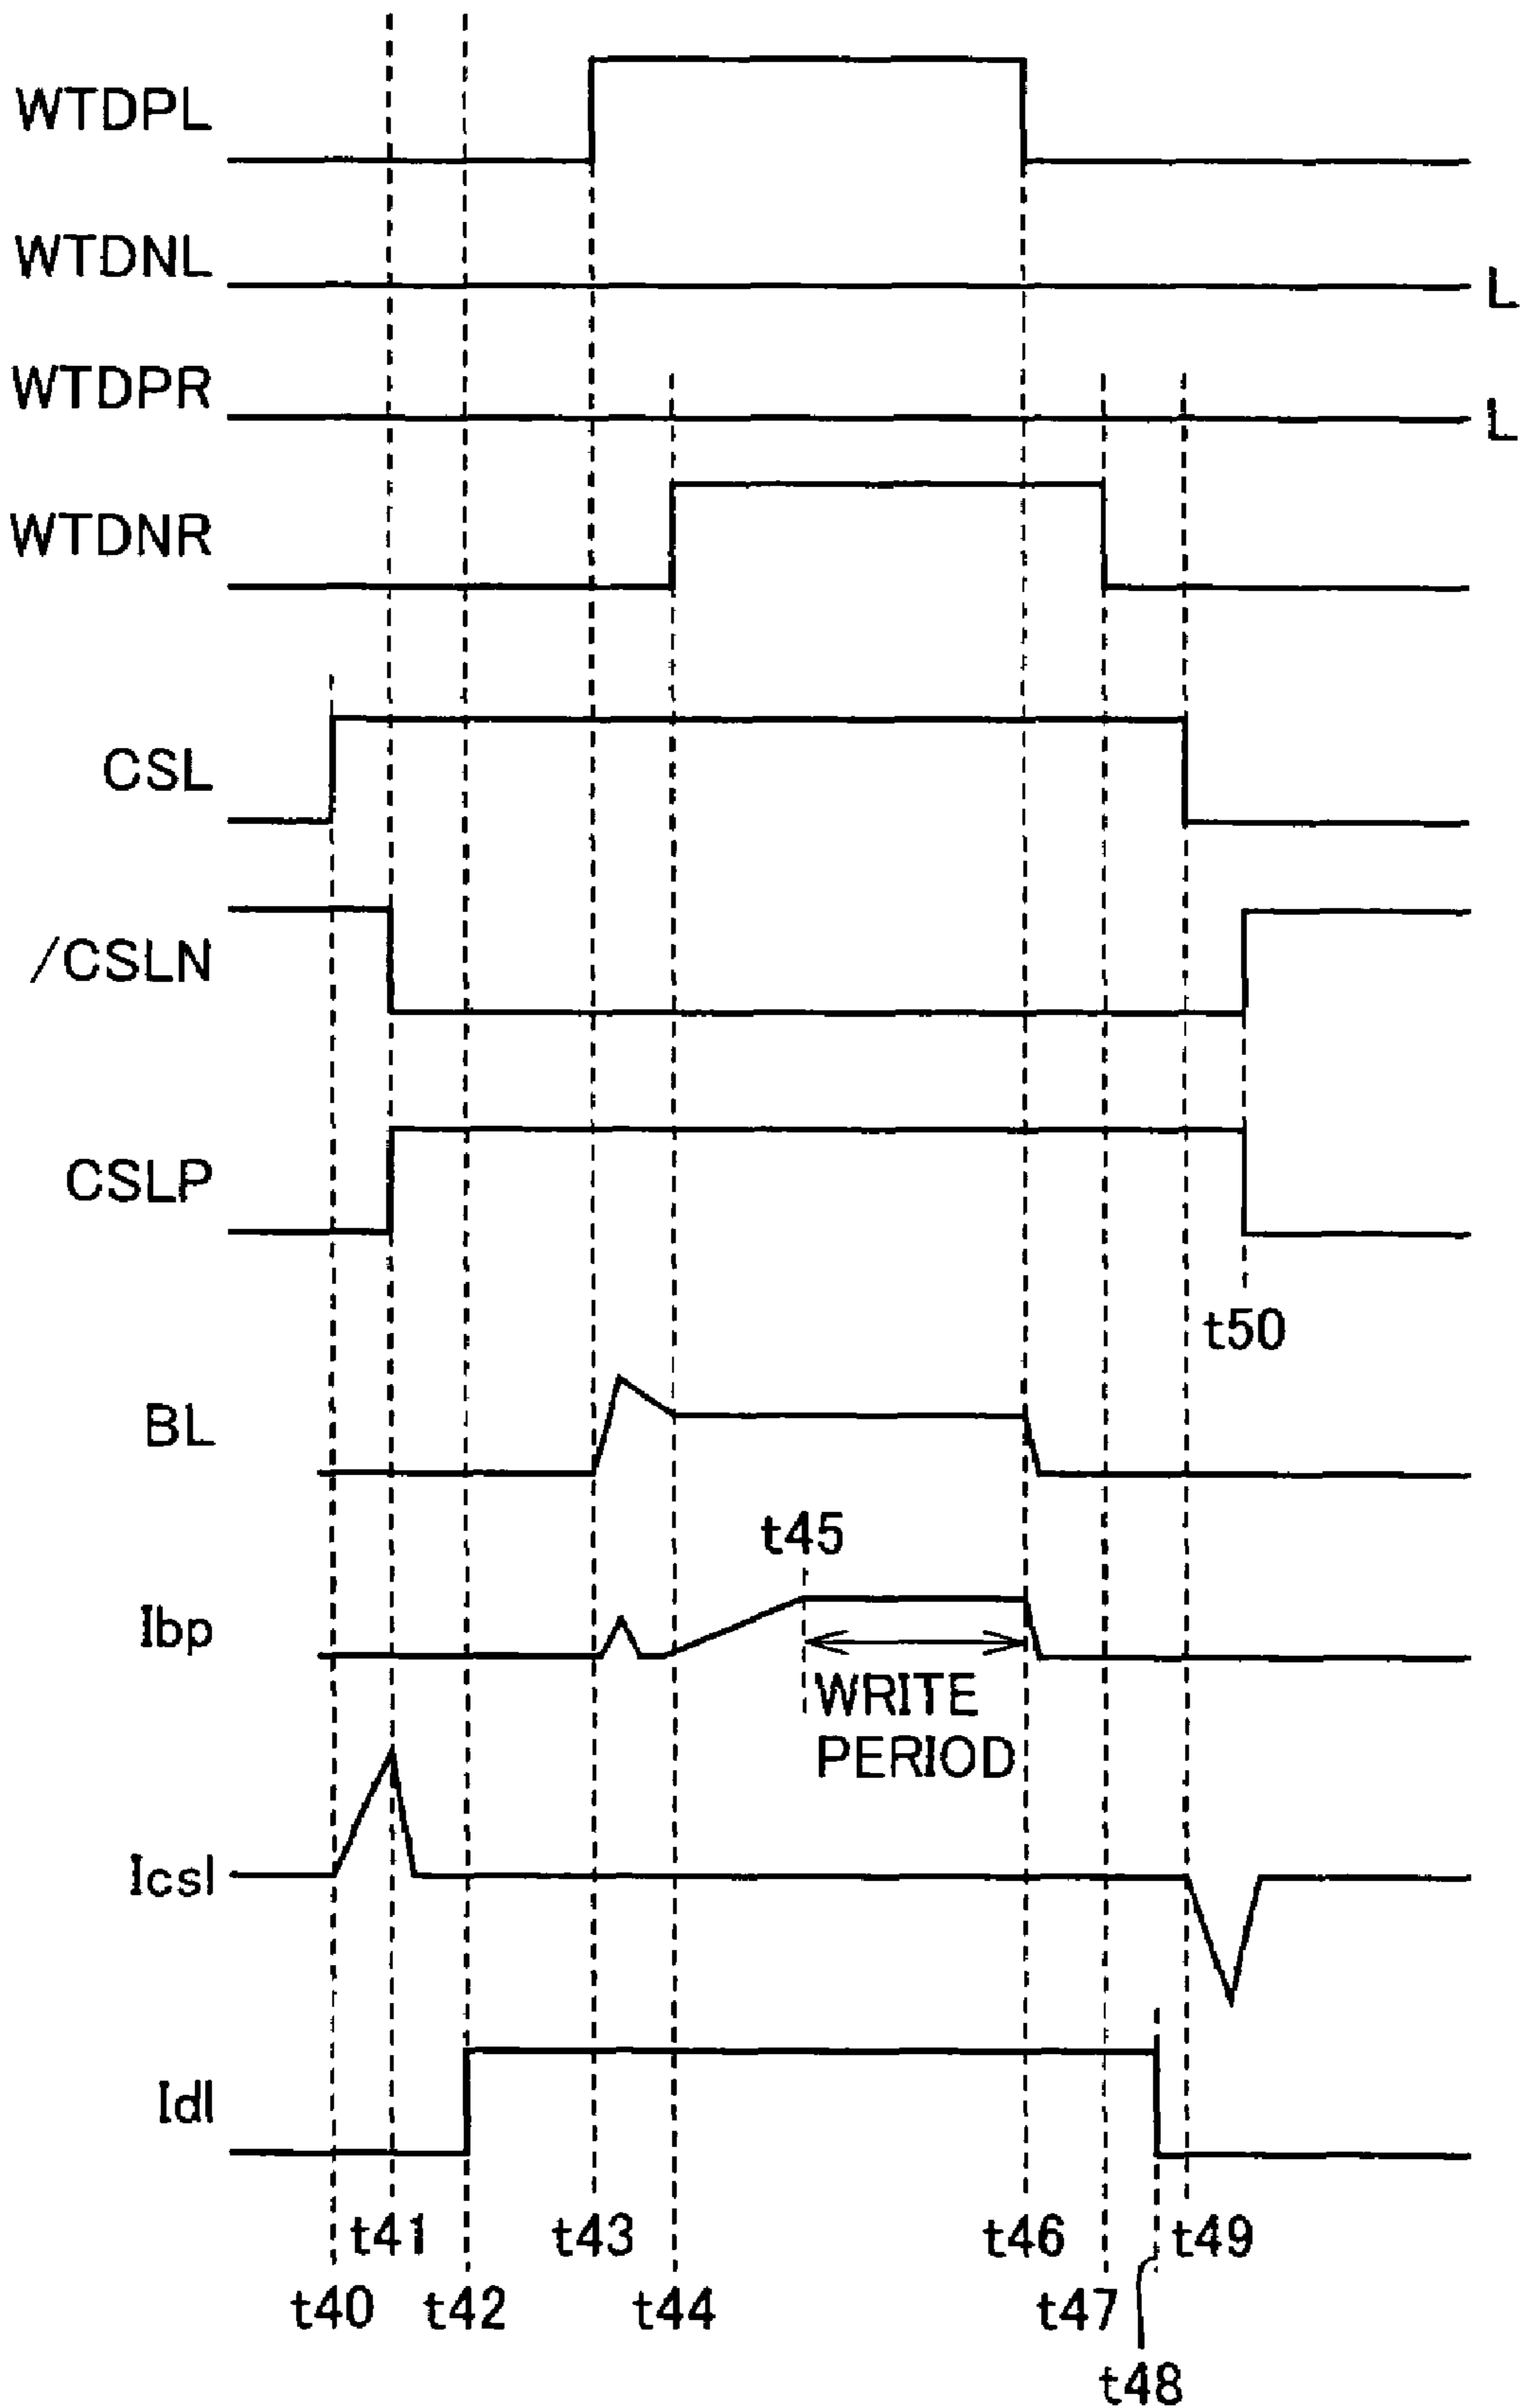 WTDPL
WTDNL
L
WTDPR
L
WTDNR
CSL
/CSLN
CSLP
t50
BL
t45
Ibp
WRITE
PERIOD
Icsl
Idl
t41 t43 t46 t49
t40 t42 t44 t47
t48